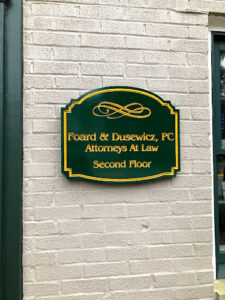 Foard & Dusewicz, PC
Attorneys At Law
Second Floor